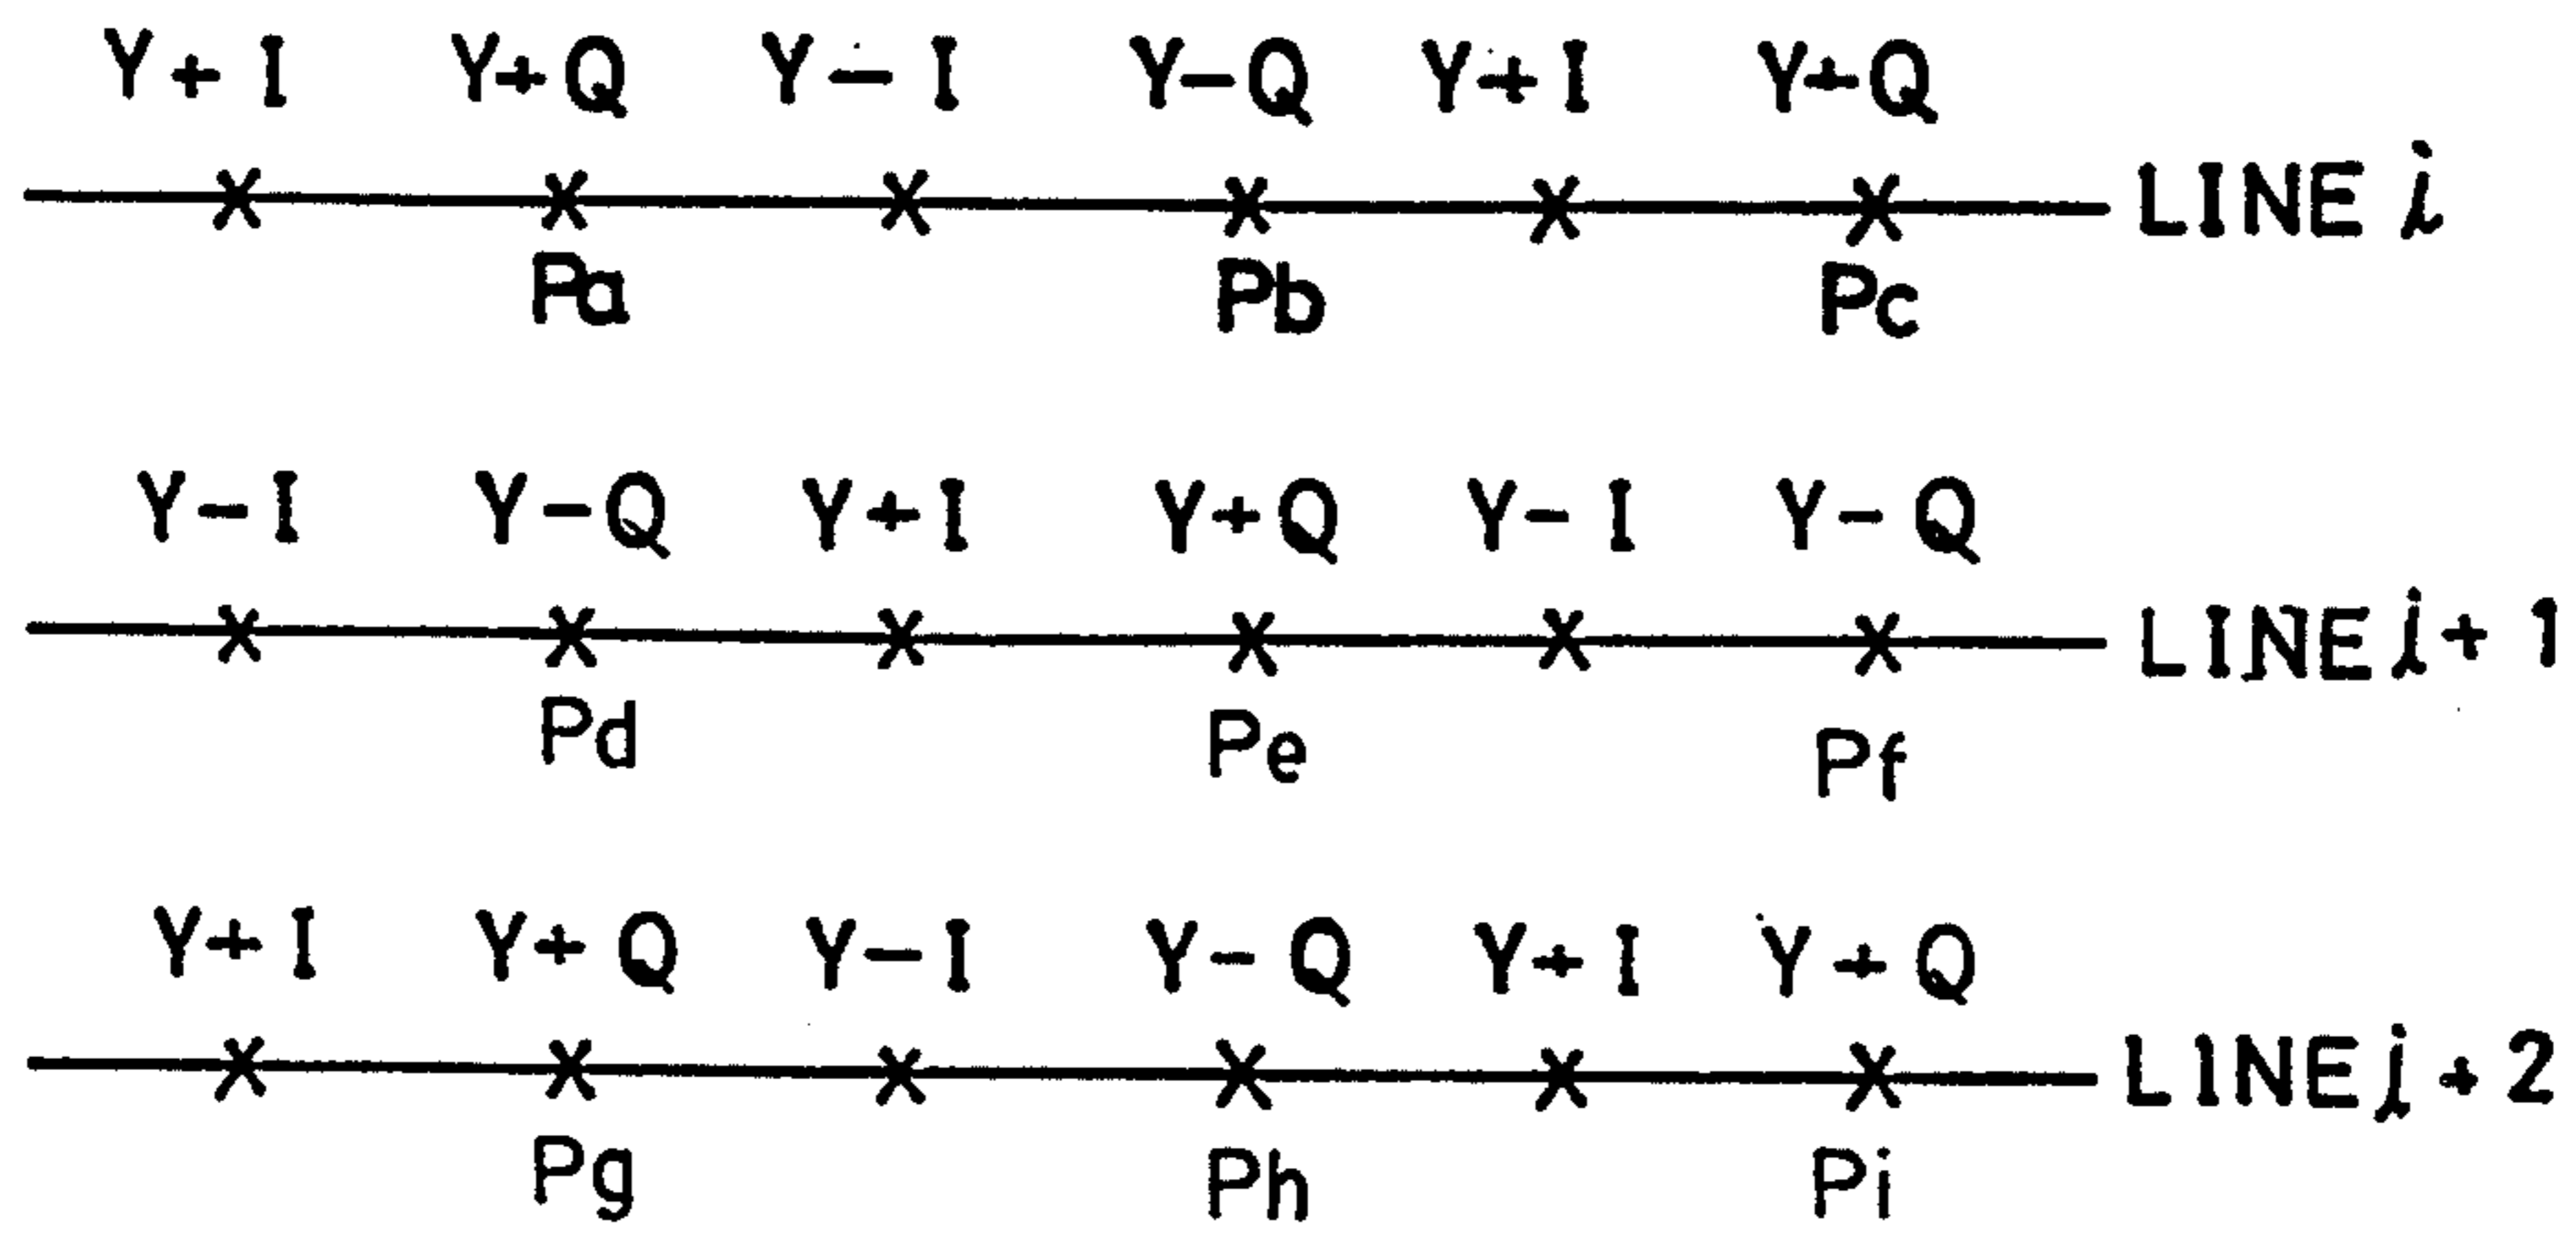 Y+I Y+Q Y-I Y-Q Y+I Y+Q
LINE i
Pa Pb Pc
Y-I Y-Q Y+I Y+Q Y-I Y-Q
LINE i+1
Pd Pe Pf
Y+I Y+Q Y-I Y-Q Y+I Y+Q
LINE i+2
Pg Ph Pi